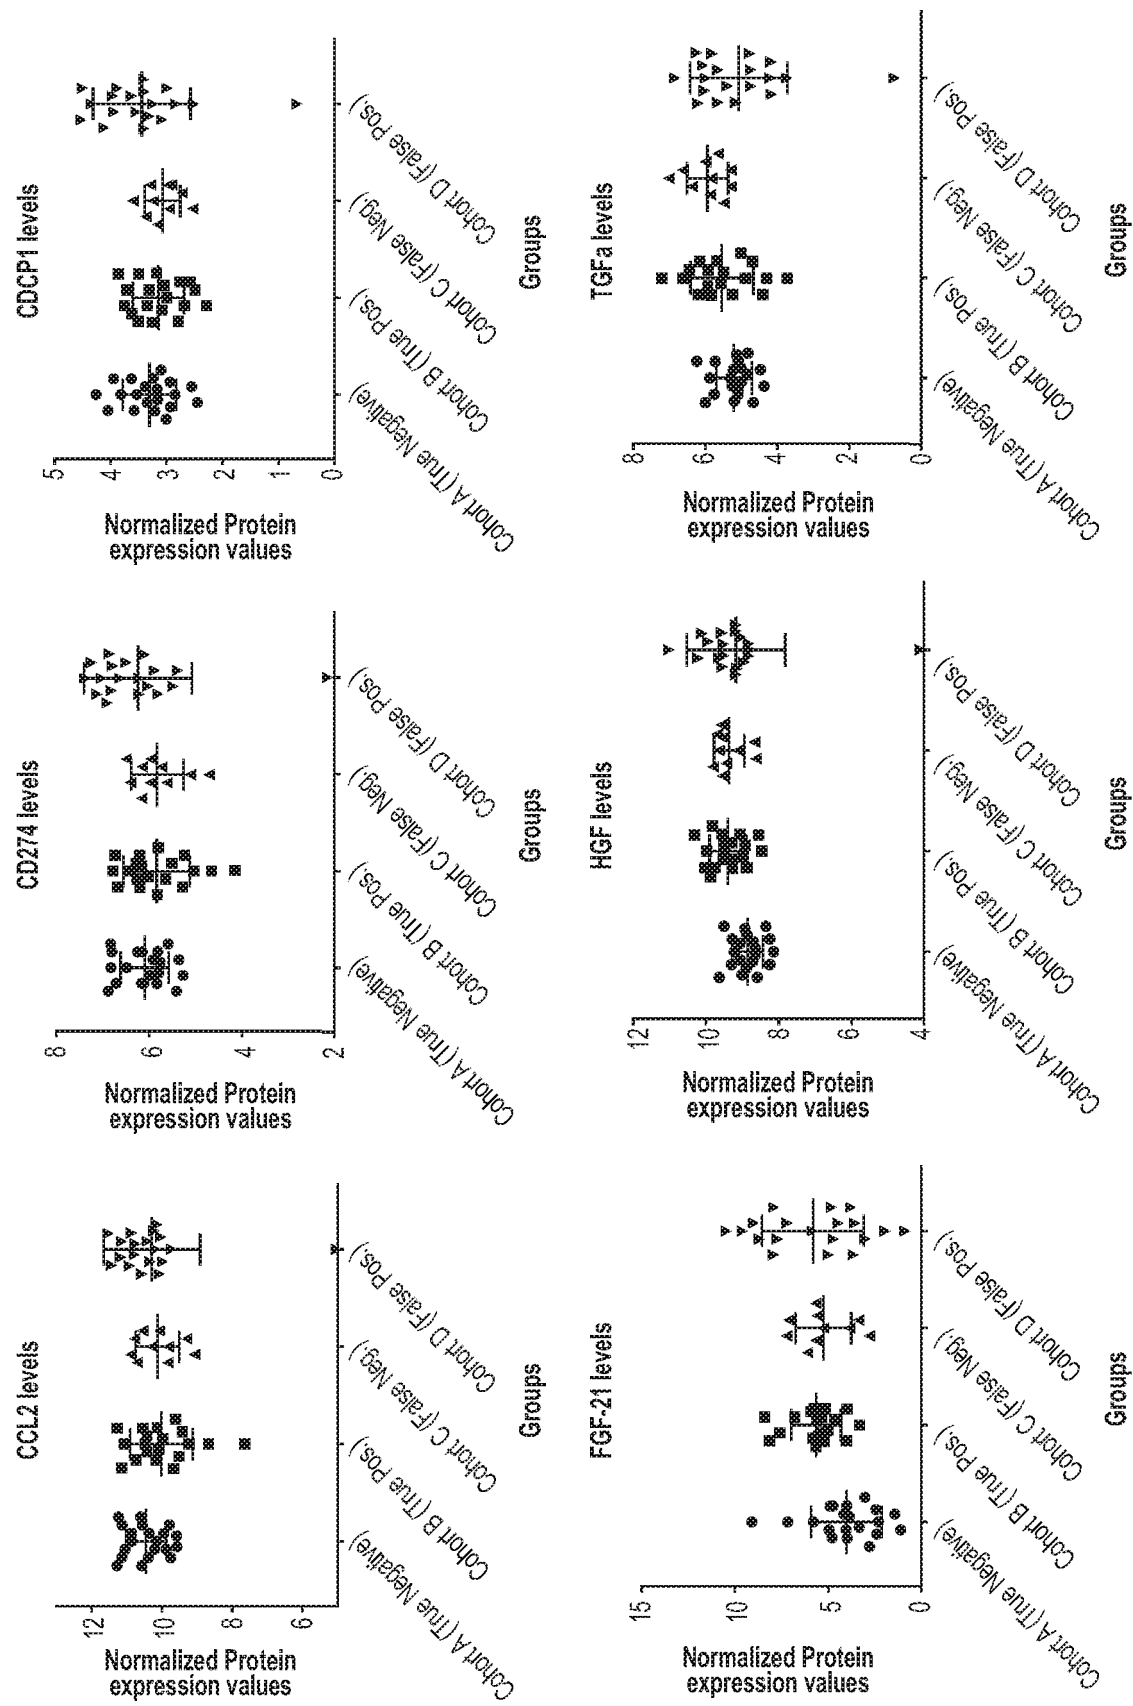 CCL2 levels
Normalized Protein
expression values
12
10
8
6
Cohort A (True Negative)
Cohort B (True Pos.)
Cohort C (False Neg.)
Cohort D (False Pos.)
Groups
CD274 levels
Normalized Protein
expression values
8
6
4
2
Cohort A (True Negative)
Cohort B (True Pos.)
Cohort C (False Neg.)
Cohort D (False Pos.)
Groups
CDCP1 levels
Normalized Protein
expression values
5
4
3
2
1
0
Cohort A (True Negative)
Cohort B (True Pos.)
Cohort C (False Neg.)
Cohort D (False Pos.)
Groups
FGF-21 levels
Normalized Protein
expression values
15
10
5
0
Cohort A (True Negative)
Cohort B (True Pos.)
Cohort C (False Neg.)
Cohort D (False Pos.)
Groups
HGF levels
Normalized Protein
expression values
12
10
8
6
4
Cohort A (True Negative)
Cohort B (True Pos.)
Cohort C (False Neg.)
Cohort D (False Pos.)
Groups
TGFa levels
Normalized Protein
expression values
8
6
4
2
0
Cohort A (True Negative)
Cohort B (True Pos.)
Cohort C (False Neg.)
Cohort D (False Pos.)
Groups